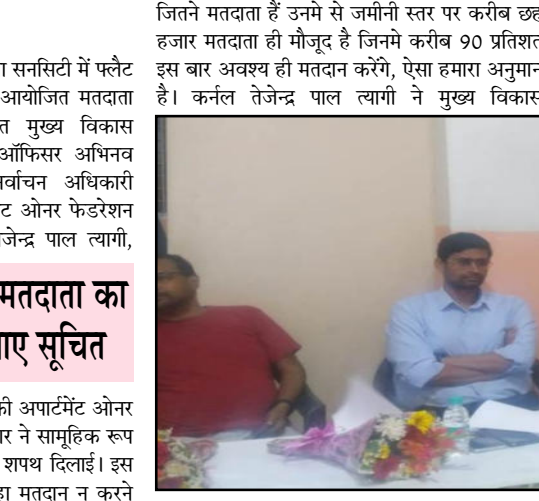 सनसिटी में फ्लैट
आयोजित मतदाता
मुख्य विकास
ऑफिसर अभिनव
अधिकारी
ओनर फेडरेशन
पाल त्यागी,
मतदाता का
सूचित
की अपार्टमेंट ओनर
ने सामूहिक रूप
शपथ दिलाई। इस
मतदान न करने
जितने मतदाता हैं उनमे से जमीनी स्तर पर करीब छह
हजार मतदाता ही मौजूद है जिनमे करीब 90 प्रतिशत
इस बार अवश्य ही मतदान करेंगे, ऐसा हमारा अनुमान
है। कर्नल तेजेन्द्र पाल त्यागी ने मुख्य विकास